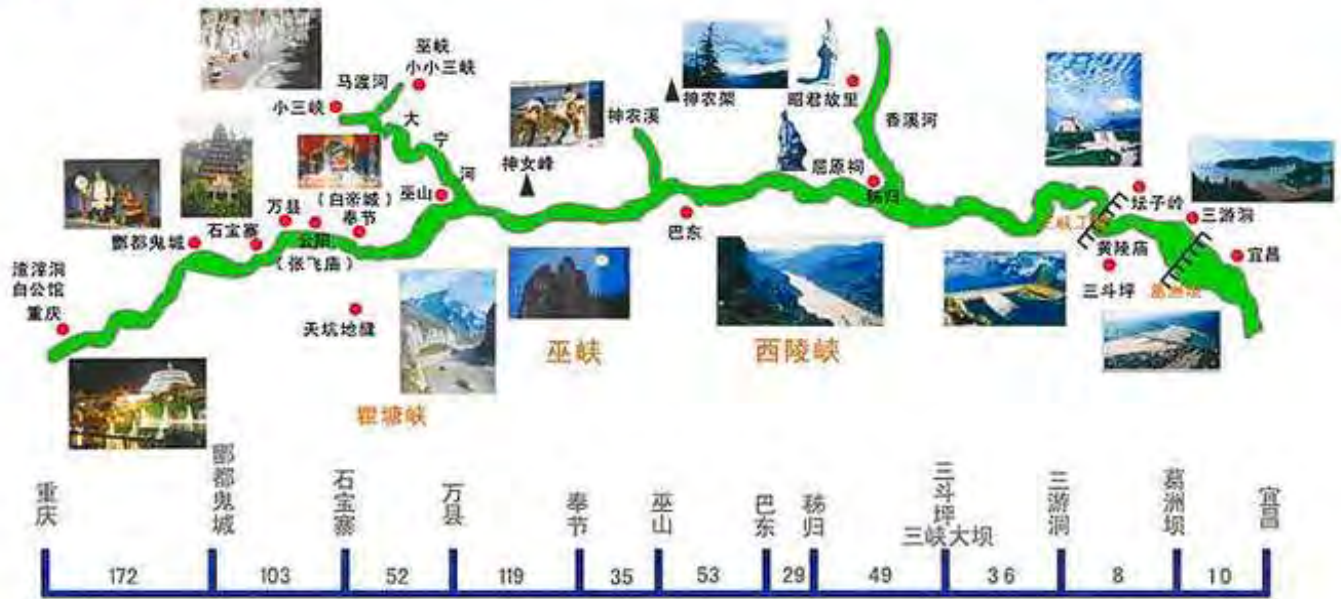 巫峡
小小三峡
马渡河
小三峡
大宁河
神农架
昭君故里
神农溪
香溪河
神女峰
屈原祠
(白帝城)
奉节
巫山
万县
石宝寨
酆都鬼城
云阳
(张飞庙)
巴东
秭归
坛子岭
三游洞
三峡工程
黄陵庙
宜昌
三斗坪
葛洲坝
渣滓洞
白公馆
重庆
天坑地缝
瞿塘峡
巫峡
西陵峡
重庆
酆都鬼城
石宝寨
万县
奉节
巫山
巴东
秭归
三斗坪
三峡大坝
三游洞
葛洲坝
宜昌
172 103 52 119 35 53 29 49 36 8 10